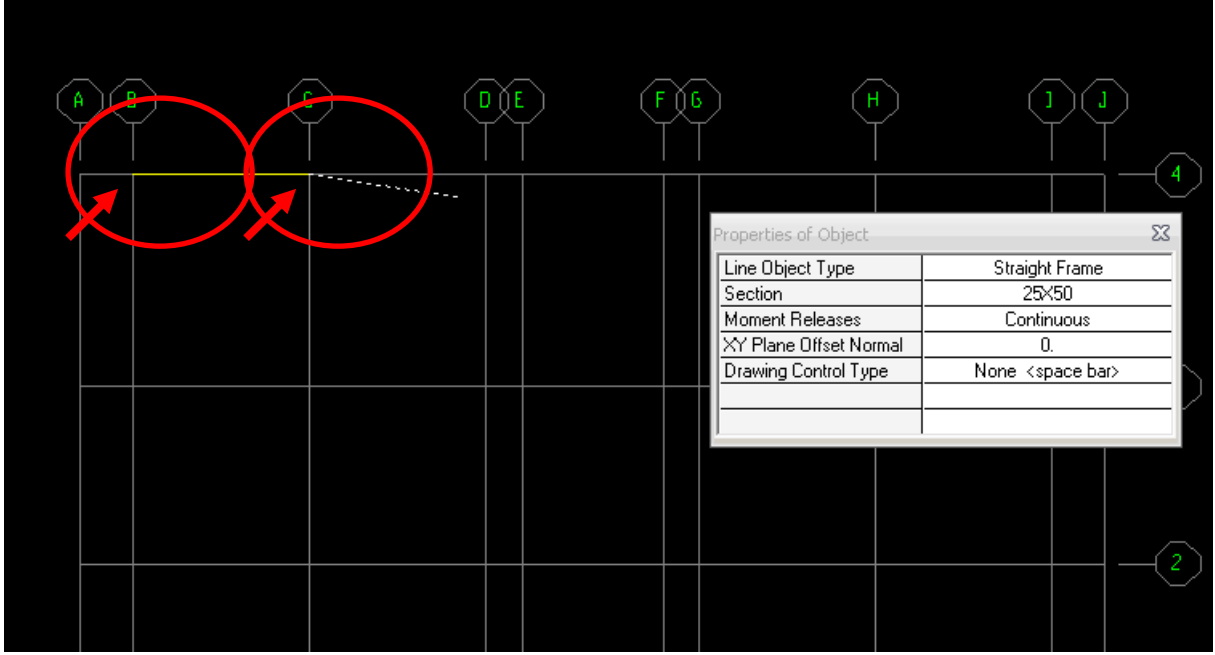 A B C D E F G H I J
4
Properties of Object
Line Object Type Straight Frame
Section 25X50
Moment Releases Continuous
XY Plane Offset Normal 0.
Drawing Control Type None <space bar>
2